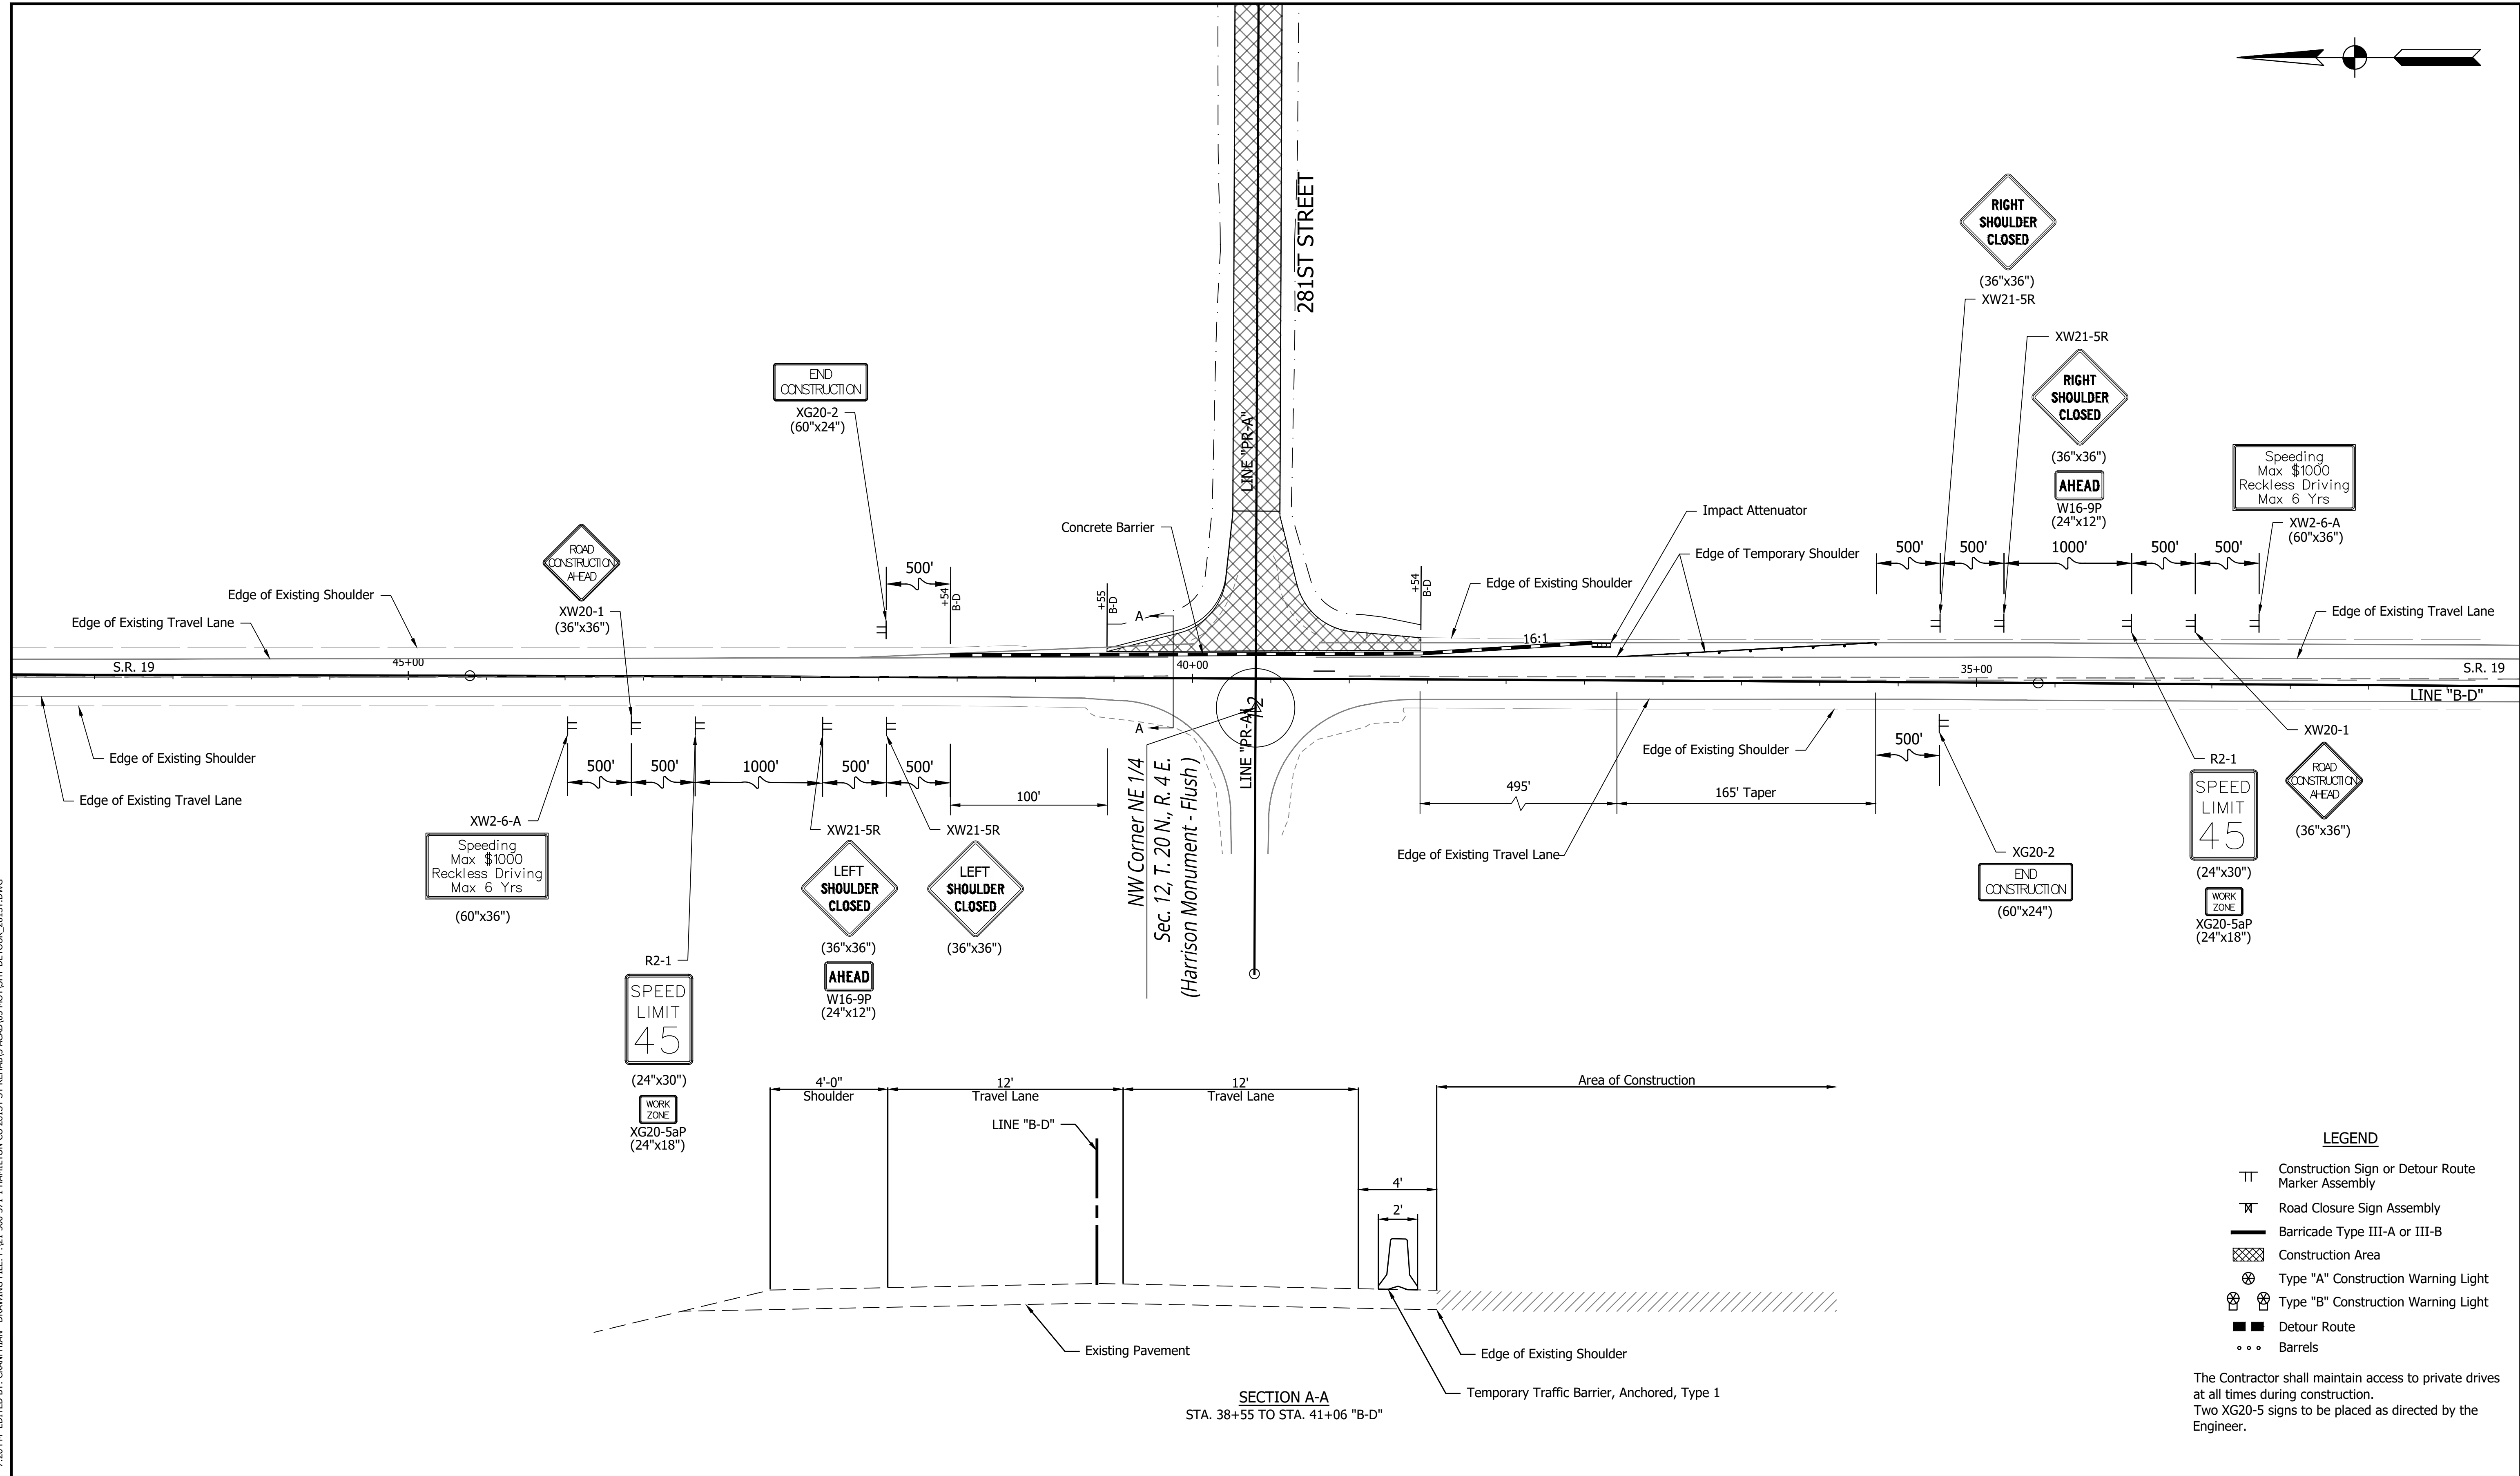 281ST STREET
LINE "PR-A"
RIGHT
SHOULDER
CLOSED
(36"x36")
XW21-5R
XW21-5R
RIGHT
SHOULDER
CLOSED
(36"x36")
AHEAD
W16-9P
(24"x12")
Speeding
Max $1000
Reckless Driving
Max 6 Yrs
XW2-6-A
(60"x36")
END
CONSTRUCTION
XG20-2
(60"x24")
ROAD
CONSTRUCTION
AHEAD
XW20-1
(36"x36")
Concrete Barrier
Impact Attenuator
Edge of Temporary Shoulder
Edge of Existing Shoulder
500'
500'
500'
1000'
500'
500'
+54
B-D
+55
B-D
+54
B-D
A
16:1
Edge of Existing Shoulder
Edge of Existing Travel Lane
Edge of Existing Travel Lane
S.R. 19
45+00
40+00
35+00
S.R. 19
LINE "B-D"
A
LINE "PR-A"
Edge of Existing Shoulder
Edge of Existing Travel Lane
500'
500'
1000'
500'
500'
100'
495'
165' Taper
500'
Edge of Existing Shoulder
Edge of Existing Travel Lane
NW Corner NE 1/4
Sec. 12, T. 20 N., R. 4 E.
(Harrison Monument - Flush )
XW2-6-A
Speeding
Max $1000
Reckless Driving
Max 6 Yrs
(60"x36")
R2-1
SPEED
LIMIT
45
(24"x30")
WORK
ZONE
XG20-5aP
(24"x18")
XW21-5R
LEFT
SHOULDER
CLOSED
(36"x36")
AHEAD
W16-9P
(24"x12")
XW21-5R
LEFT
SHOULDER
CLOSED
(36"x36")
XG20-2
END
CONSTRUCTION
(60"x24")
R2-1
SPEED
LIMIT
45
(24"x30")
WORK
ZONE
XG20-5aP
(24"x18")
XW20-1
ROAD
CONSTRUCTION
AHEAD
(36"x36")
4'-0"
Shoulder
12'
Travel Lane
12'
Travel Lane
Area of Construction
LINE "B-D"
4'
2'
Existing Pavement
Edge of Existing Shoulder
Temporary Traffic Barrier, Anchored, Type 1
SECTION A-A
STA. 38+55 TO STA. 41+06 "B-D"
LEGEND
Construction Sign or Detour Route
Marker Assembly
Road Closure Sign Assembly
Barricade Type III-A or III-B
Construction Area
Type "A" Construction Warning Light
Type "B" Construction Warning Light
Detour Route
Barrels
The Contractor shall maintain access to private drives
at all times during construction.
Two XG20-5 signs to be placed as directed by the
Engineer.